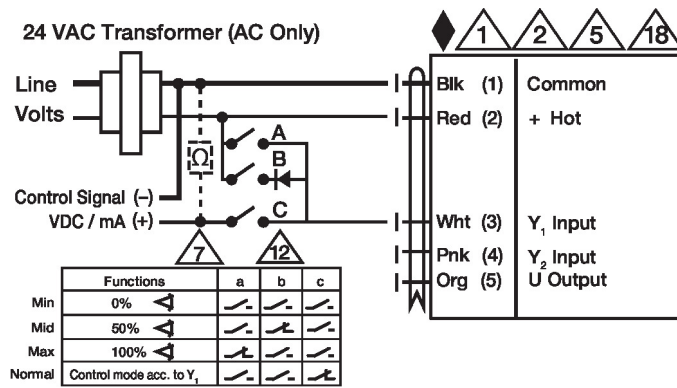 24 VAC Transformer (AC Only)
1 2 5 18
Line
Volts
Blk (1) Common
Red (2) + Hot
A
B
Ω
Control Signal (–)
VDC / mA (+)
C
Wht (3) Y1 Input
Pnk (4) Y2 Input
Org (5) U Output
7 12
Functions a b c
Min 0%
Mid 50%
Max 100%
Normal Control mode acc. to Y1